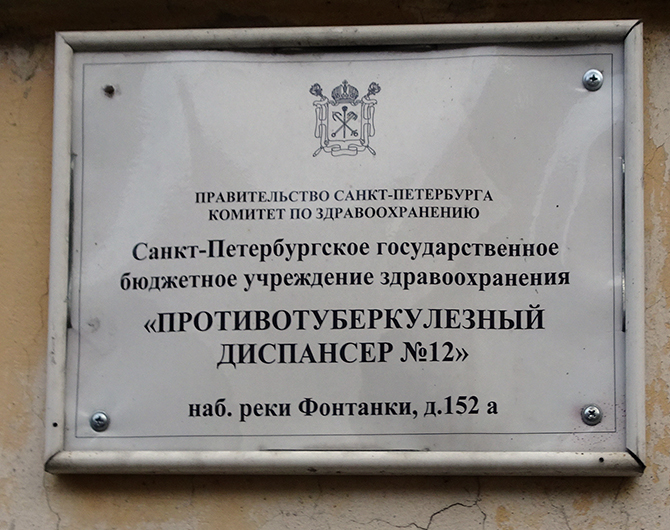 ПРАВИТЕЛЬСТВО САНКТ-ПЕТЕРБУРГА
КОМИТЕТ ПО ЗДРАВООХРАНЕНИЮ
Санкт-Петербургское государственное
бюджетное учреждение здравоохранения
«ПРОТИВОТУБЕРКУЛЕЗНЫЙ
ДИСПАНСЕР №12»
наб. реки Фонтанки, д.152 а